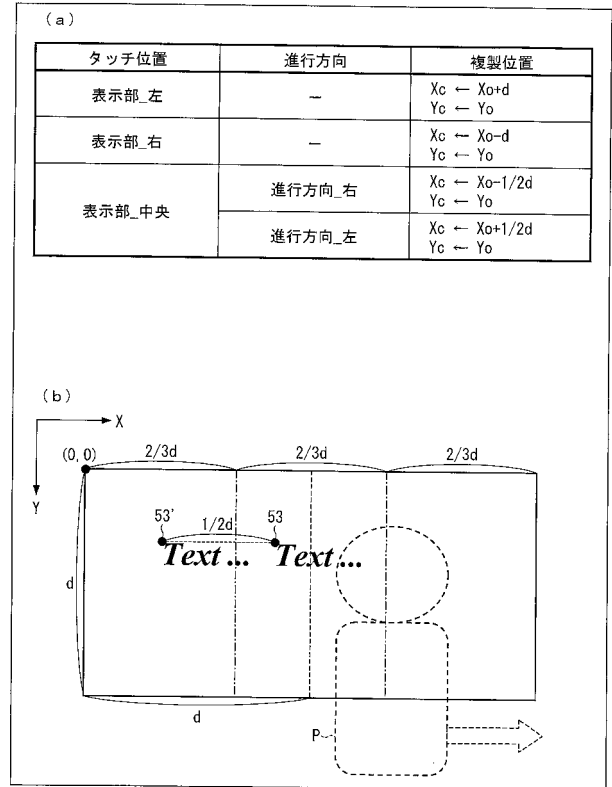 (a)
タッチ位置 進行方向 複製位置
表示部_左 — Xc ← Xo+d
Yc ← Yo
表示部_右 — Xc ← Xo-d
Yc ← Yo
表示部_中央 進行方向_右 Xc ← Xo-1/2d
Yc ← Yo
進行方向_左 Xc ← Xo+1/2d
Yc ← Yo
(b)
X
(0, 0) 2/3d 2/3d 2/3d
Y
53' 1/2d 53
Text ... Text ...
d
d
P